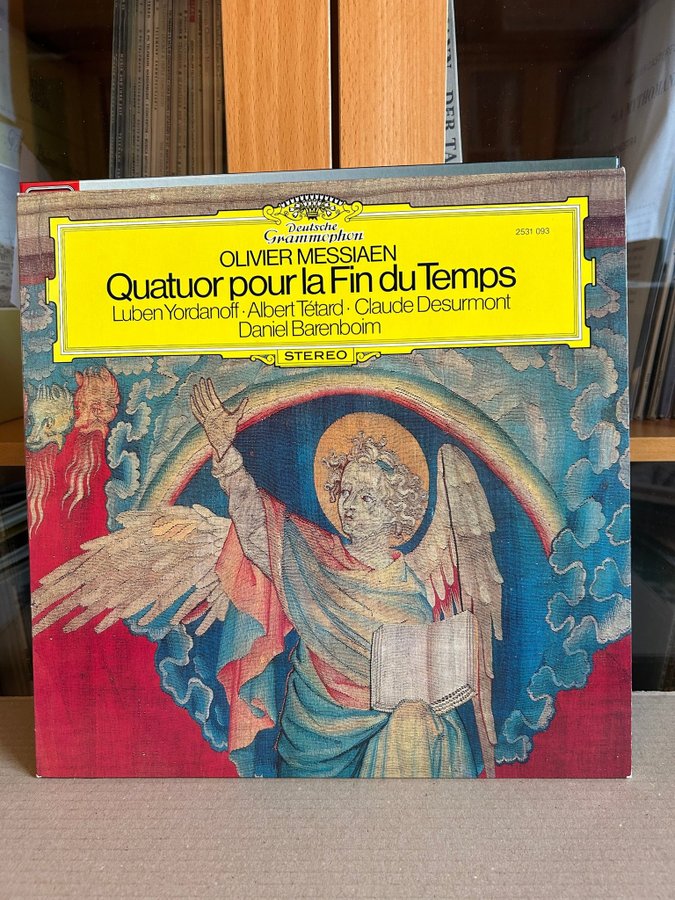 Deutsche
Grammophon
2531 093
OLIVIER MESSIAEN
Quatuor pour la Fin du Temps
Luben Yordanoff · Albert Tétard · Claude Desurmont
Daniel Barenboim
STEREO